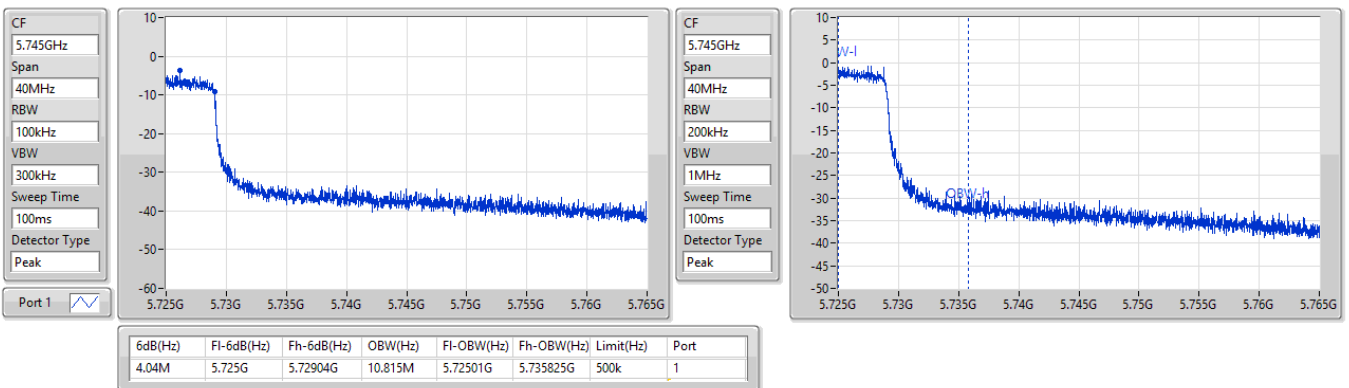 CF
5.745GHz
Span
40MHz
RBW
100kHz
VBW
300kHz
Sweep Time
100ms
Detector Type
Peak
Port 1
10
0
-10
-20
-30
-40
-50
-60
5.725G 5.73G 5.735G 5.74G 5.745G 5.75G 5.755G 5.76G 5.765G
CF
5.745GHz
Span
40MHz
RBW
200kHz
VBW
1MHz
Sweep Time
100ms
Detector Type
Peak
10
5
0
-5
-10
-15
-20
-25
-30
-35
-40
-45
-50
W-l
OBW-h
5.725G 5.73G 5.735G 5.74G 5.745G 5.75G 5.755G 5.76G 5.765G
6dB(Hz) Fl-6dB(Hz) Fh-6dB(Hz) OBW(Hz) Fl-OBW(Hz) Fh-OBW(Hz) Limit(Hz) Port
4.04M 5.725G 5.72904G 10.815M 5.72501G 5.735825G 500k 1